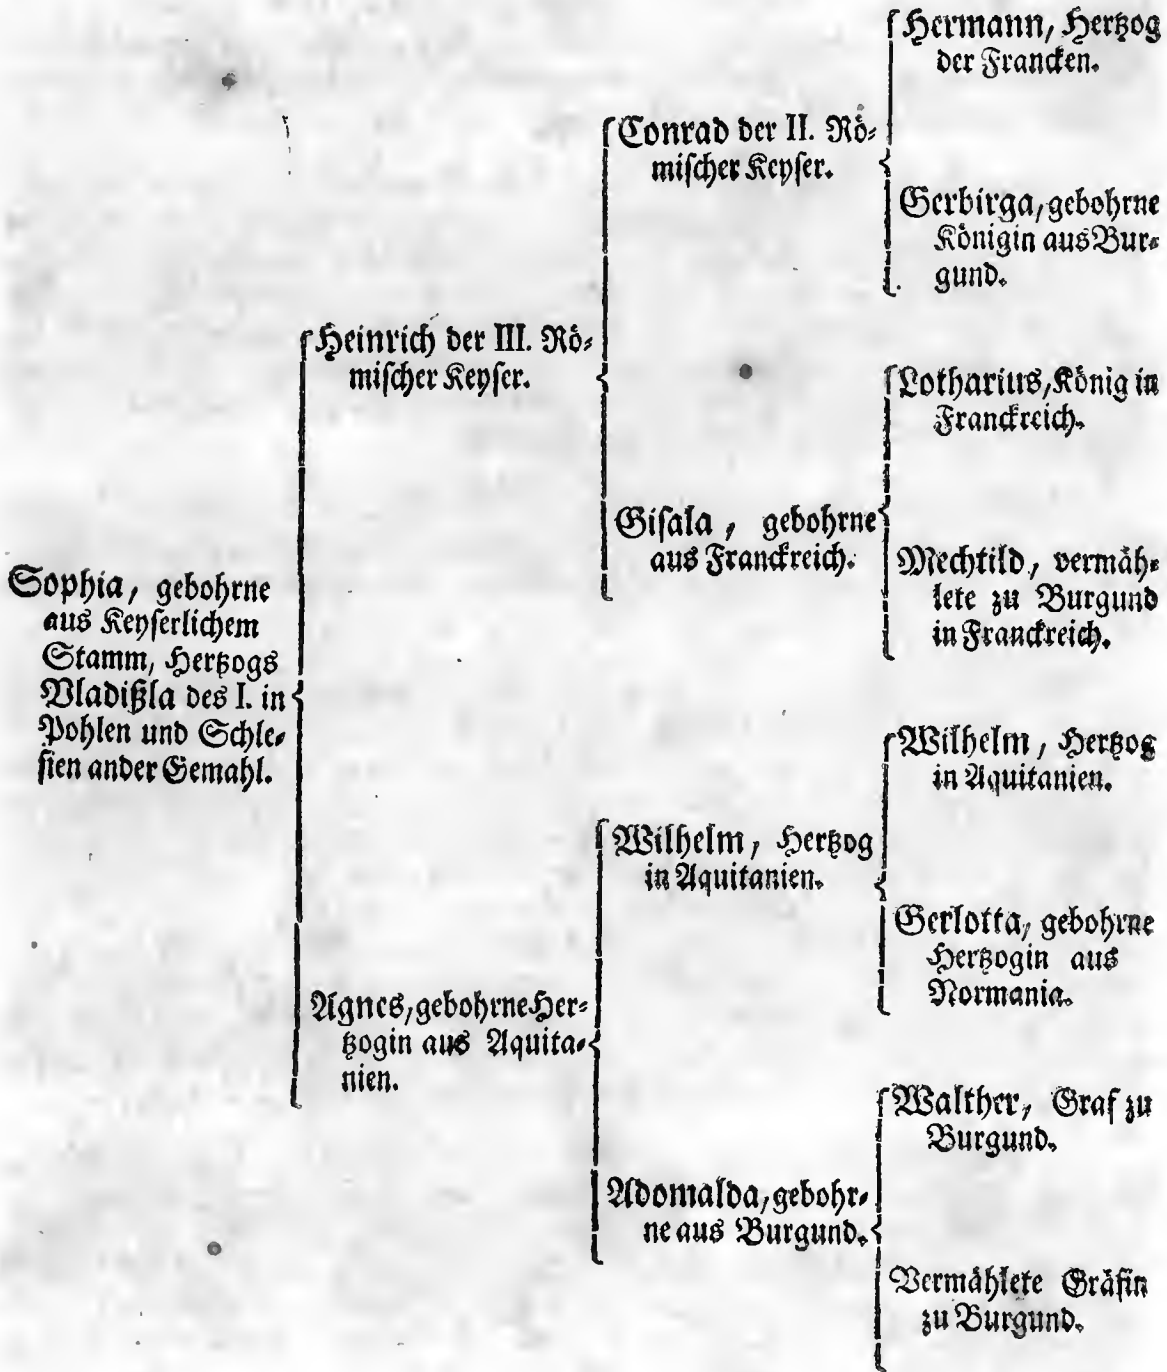 Sophia, gebohrne
aus Keyserlichem
Stamm, Hertzogs
Vladißla des I. in
Pohlen und Schle⸗
sien ander Gemahl.
Heinrich der III. Rö⸗
mischer Keyser.
Conrad der II. Rö⸗
mischer Keyser.
Hermann, Hertzog
der Francken.
Gerbirga, gebohrne
Königin aus Bur⸗
gund.
Gisala, gebohrne
aus Franckreich.
Lotharius, König in
Franckreich.
Mechtild, vermäh⸗
lete zu Burgund
in Franckreich.
Agnes, gebohrne Her⸗
tzogin aus Aquita⸗
nien.
Wilhelm, Hertzog
in Aquitanien.
Wilhelm, Hertzog
in Aquitanien.
Gerlotta, gebohrne
Hertzogin aus
Normania.
Adomalda, gebohr⸗
ne aus Burgund.
Walther, Graf zu
Burgund.
Vermählete Gräfin
zu Burgund.